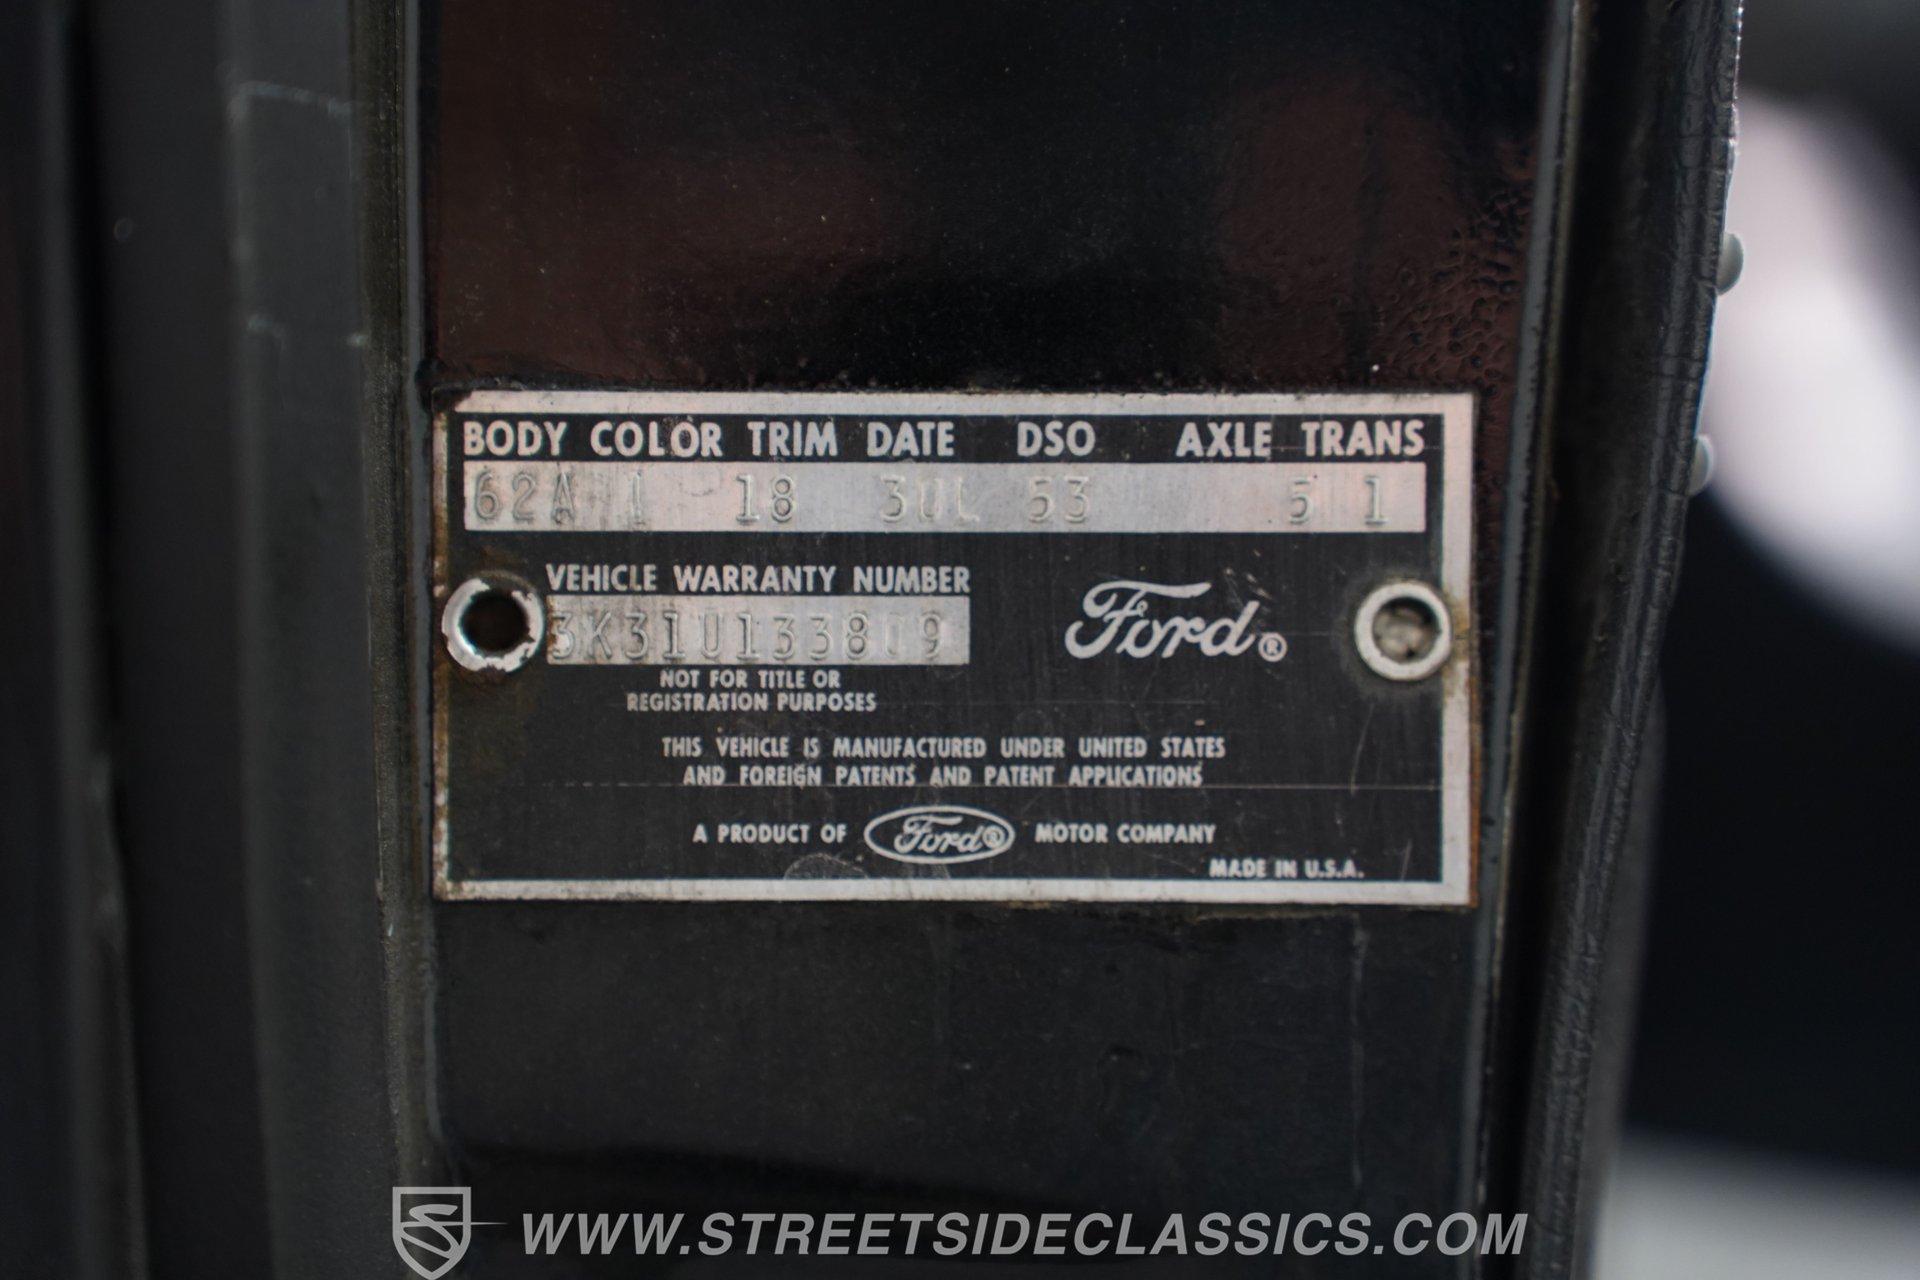 BODY COLOR TRIM DATE DSO AXLE TRANS
62A 1 18 30L 53 5 1
VEHICLE WARRANTY NUMBER
3K31U133809
Ford®
NOT FOR TITLE OR
REGISTRATION PURPOSES
THIS VEHICLE IS MANUFACTURED UNDER UNITED STATES
AND FOREIGN PATENTS AND PATENT APPLICATIONS
A PRODUCT OF Ford® MOTOR COMPANY
MADE IN U.S.A.
WWW.STREETSIDECLASSICS.COM